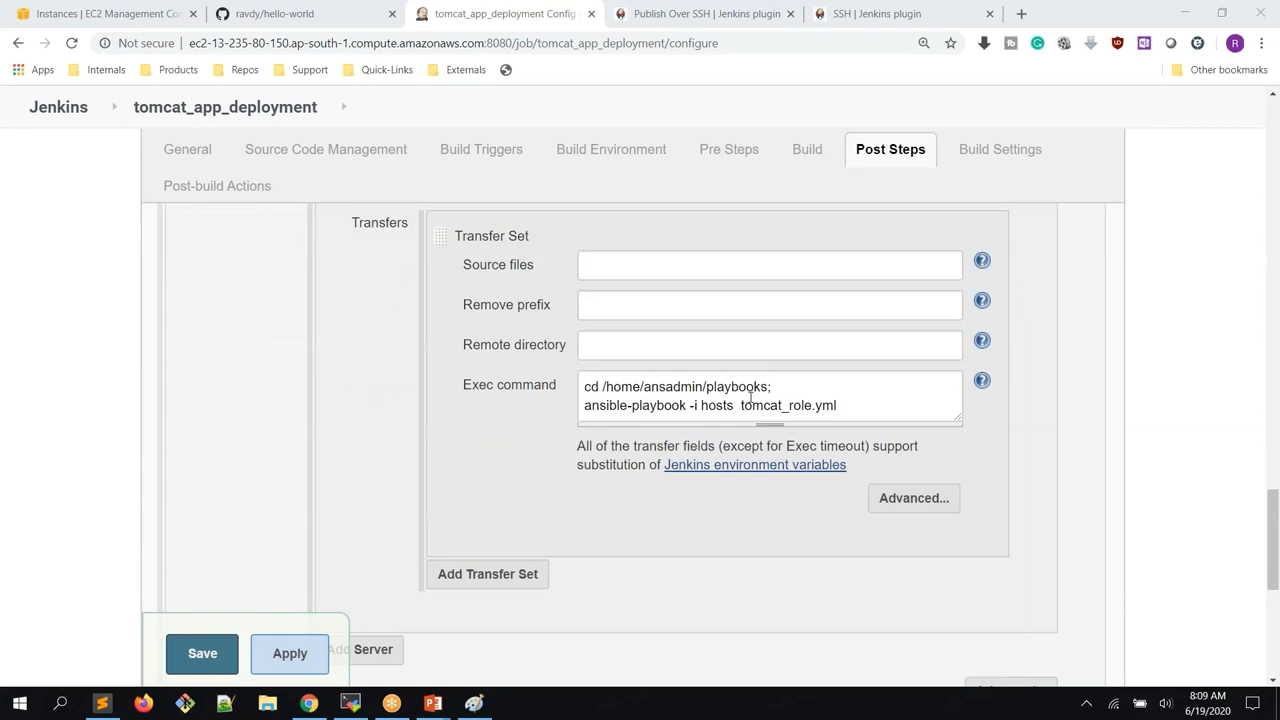 Instances | EC2 Management Co
ravdy/hello-world
tomcat_app_deployment Config
Publish Over SSH | Jenkins plugin
SSH | Jenkins plugin
Not secure
ec2-13-235-80-150.ap-south-1.compute.amazonaws.com:8080/job/tomcat_app_deployment/configure
Apps
Internals
Products
Repos
Support
Quick-Links
Externals
Other bookmarks
Jenkins
tomcat_app_deployment
General
Source Code Management
Build Triggers
Build Environment
Pre Steps
Build
Post Steps
Build Settings
Post-build Actions
Transfers
Transfer Set
Source files
Remove prefix
Remote directory
Exec command
cd /home/ansadmin/playbooks;
ansible-playbook -i hosts  tomcat_role.yml
All of the transfer fields (except for Exec timeout) support
substitution of Jenkins environment variables
Advanced...
Add Transfer Set
Save
Apply
Add Server
8:09 AM
6/19/2020